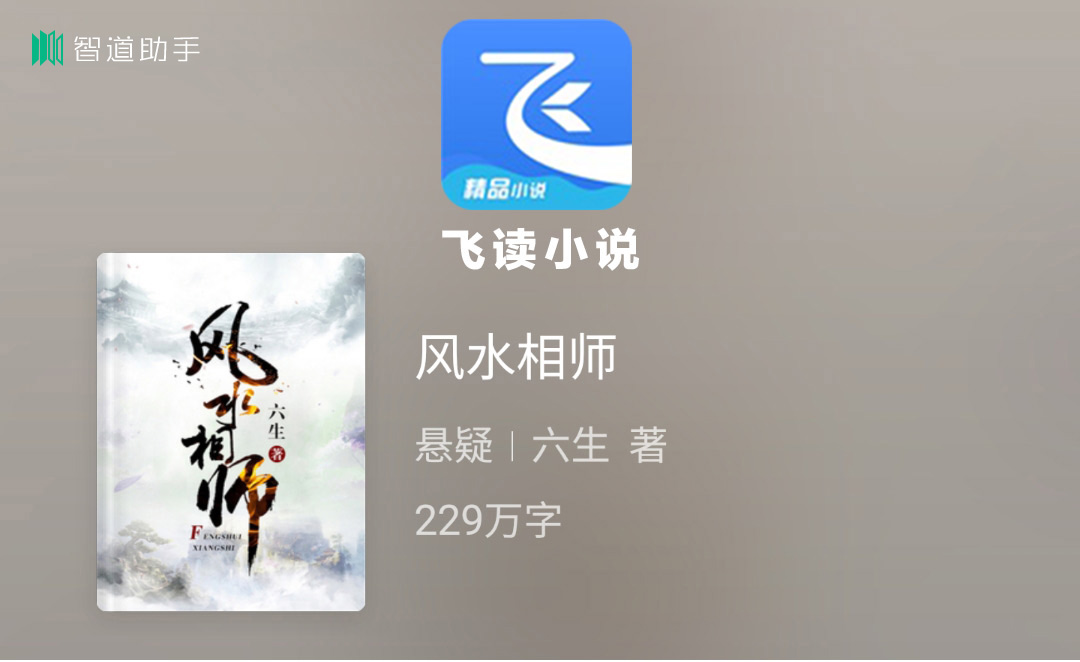 智道助手
飞
精品小说
飞读小说
风水相师
六生著
FENGSHUI
XIANGSHI
风水相师
悬疑|六生 著
229万字